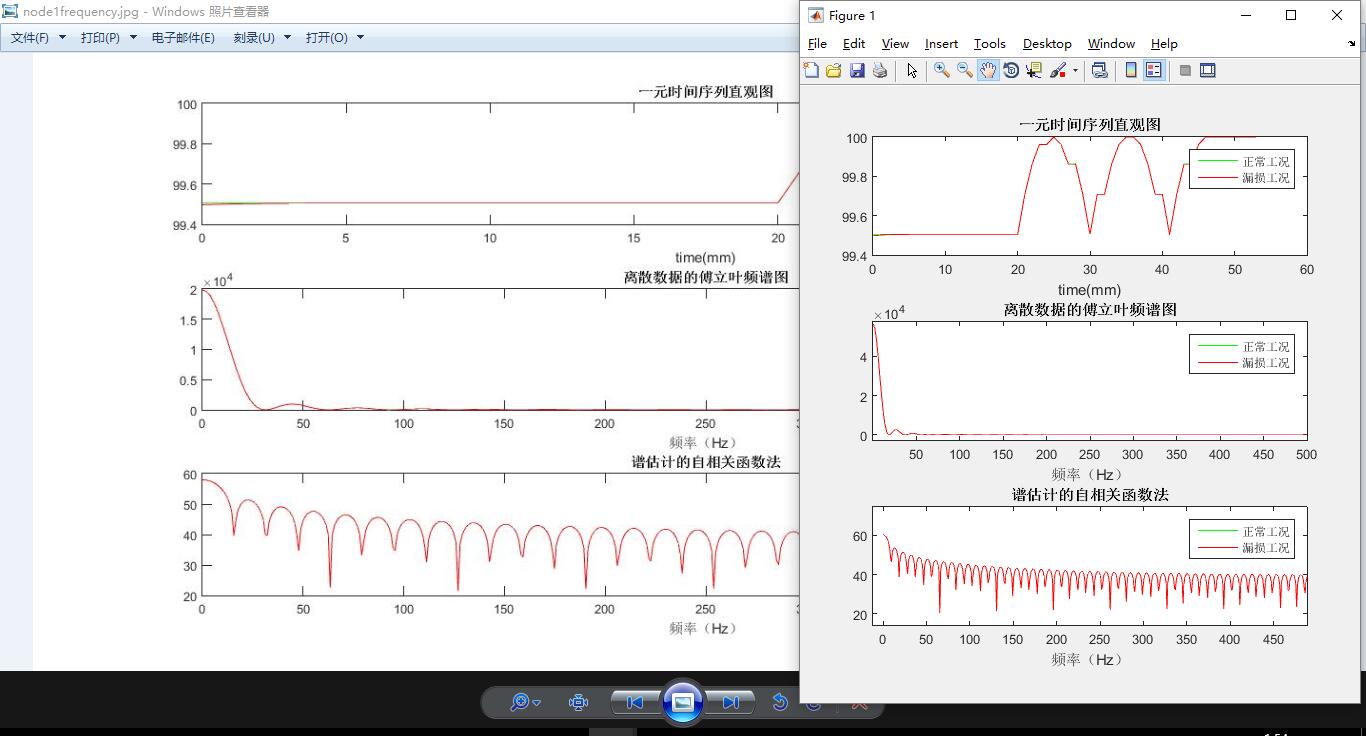 node1frequency.jpg - Windows 照片查看器
文件(F) 打印(P) 电子邮件(E) 刻录(U) 打开(O)
一元时间序列直观图
100
99.8
99.6
99.4
0 5 10 15 20
time(mm)
离散数据的傅立叶频谱图
×10^4
2
1.5
1
0.5
0
0 50 100 150 200 250
频率（Hz）
谱估计的自相关函数法
60
50
40
30
20
0 50 100 150 200 250
频率（Hz）
Figure 1
File Edit View Insert Tools Desktop Window Help
一元时间序列直观图
100
99.8
99.6
99.4
正常工况
漏损工况
0 10 20 30 40 50 60
time(mm)
离散数据的傅立叶频谱图
×10^4
4
2
0
正常工况
漏损工况
50 100 150 200 250 300 350 400 450 500
频率（Hz）
谱估计的自相关函数法
60
40
20
正常工况
漏损工况
0 50 100 150 200 250 300 350 400 450
频率（Hz）